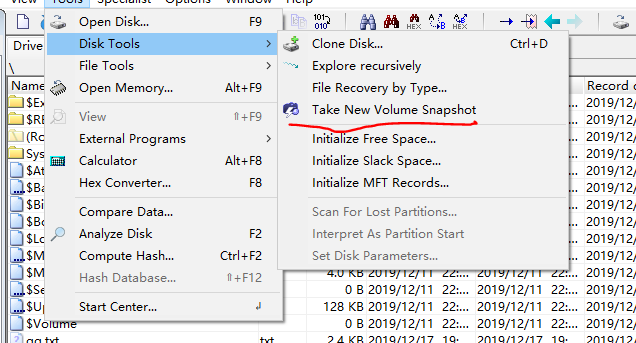 View Tools Specialist Options Window Help
Open Disk... F9
Disk Tools
File Tools
Open Memory... Alt+F9
View ⇧+F9
External Programs
Calculator Alt+F8
Hex Converter... F8
Compare Data...
Analyze Disk F2
Compute Hash... Ctrl+F2
Hash Database... ⇧+F12
Start Center... ↲
Clone Disk... Ctrl+D
Explore recursively
File Recovery by Type...
Take New Volume Snapshot
Initialize Free Space...
Initialize Slack Space...
Initialize MFT Records...
Scan For Lost Partitions...
Interpret As Partition Start
Set Disk Parameters...
Drive
\
Name
Record
$Ex 2019/12/
$RE 2019/12/
(Ro 2019/12/
Sys 2019/12/
$At 2019/12/
$Ba 2019/12/
$Bi 2019/12/
$Bo 2019/12/
$Lo 2019/12/
$M 2019/12/
$M 4.0 KB 2019/12/11 22:... 2019/12/11 22:... 2019/12/
$Se 0 B 2019/12/11 22:... 2019/12/11 22:... 2019/12/
$Up 128 KB 2019/12/11 22:... 2019/12/11 22:... 2019/12/
$Volume 0 B 2019/12/11 22:... 2019/12/11 22:... 2019/12/
qq.txt txt 2.4 KB 2019/12/17 19:... 2019/12/17 19:... 2019/12/